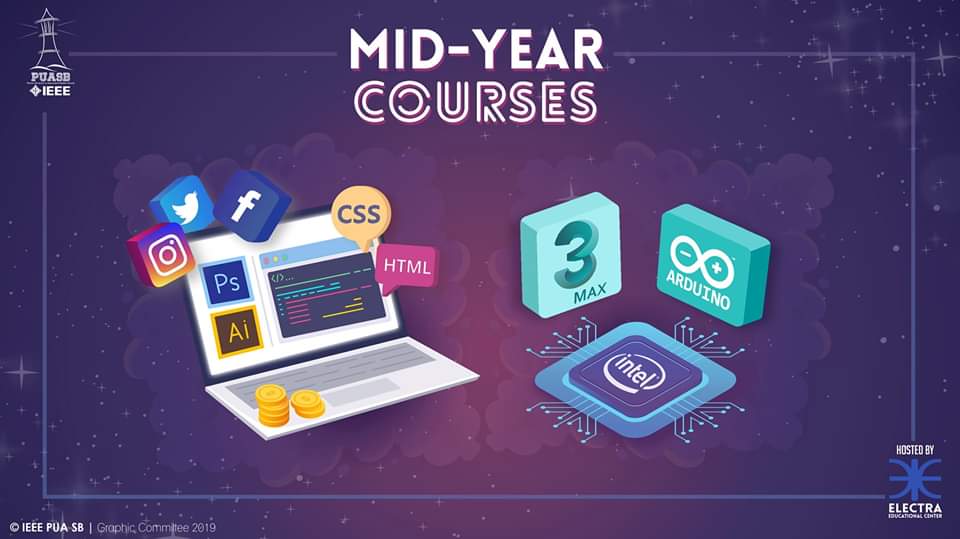 MID-YEAR
COURSES
PUASB
IEEE
CSS
HTML
Ps
</>...
Ai
3
MAX
ARDUINO
intel
HOSTED BY
ELECTRA
EDUCATIONAL CENTER
© IEEE PUA SB | Graphic Commitee 2019